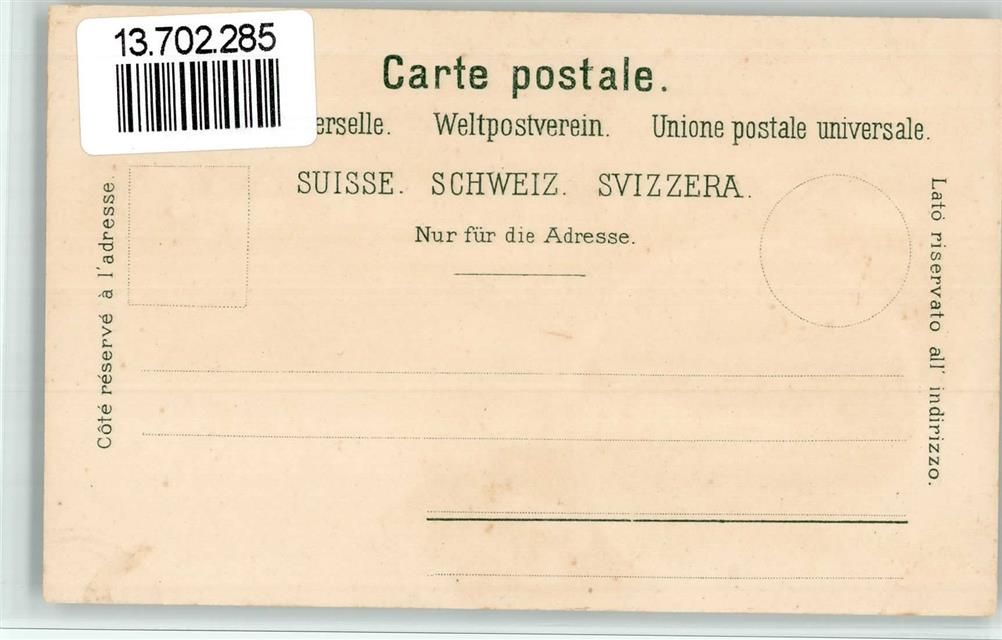 13.702.285
Carte postale.
erselle. Weltpostverein. Unione postale universale.
SUISSE. SCHWEIZ. SVIZZERA.
Nur für die Adresse.
Côté réservé à l'adresse.
Lato riservato all' indirizzo.